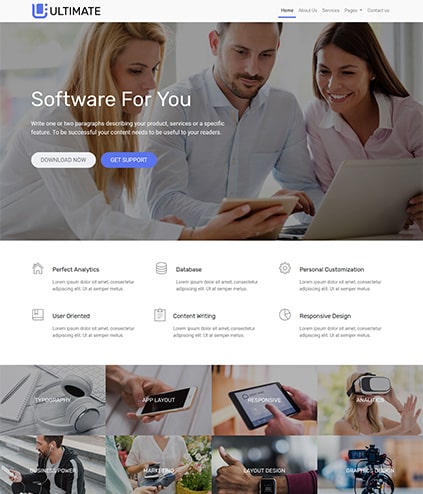 ULTIMATE
Home About Us Services Pages Contact us
Software For You
Write one or two paragraphs describing your product, services or a specific
feature. To be successful your content needs to be useful to your readers.
DOWNLOAD NOW GET SUPPORT
Perfect Analytics Database Personal Customization
Lorem ipsum dolor sit amet, consectetur Lorem ipsum dolor sit amet, consectetur Lorem ipsum dolor sit amet, consectetur
adipiscing elit. Ut at semper metus. adipiscing elit. Ut at semper metus. adipiscing elit. Ut at semper metus.
User Oriented Content Writing Responsive Design
Lorem ipsum dolor sit amet, consectetur Lorem ipsum dolor sit amet, consectetur Lorem ipsum dolor sit amet, consectetur
adipiscing elit. Ut at semper metus. adipiscing elit. Ut at semper metus. adipiscing elit. Ut at semper metus.
TYPOGRAPHY APP LAYOUT RESPONSIVE ANALITICS
BUSINESS POWER MARKETING LAYOUT DESIGN GRAPHICS DESIGN